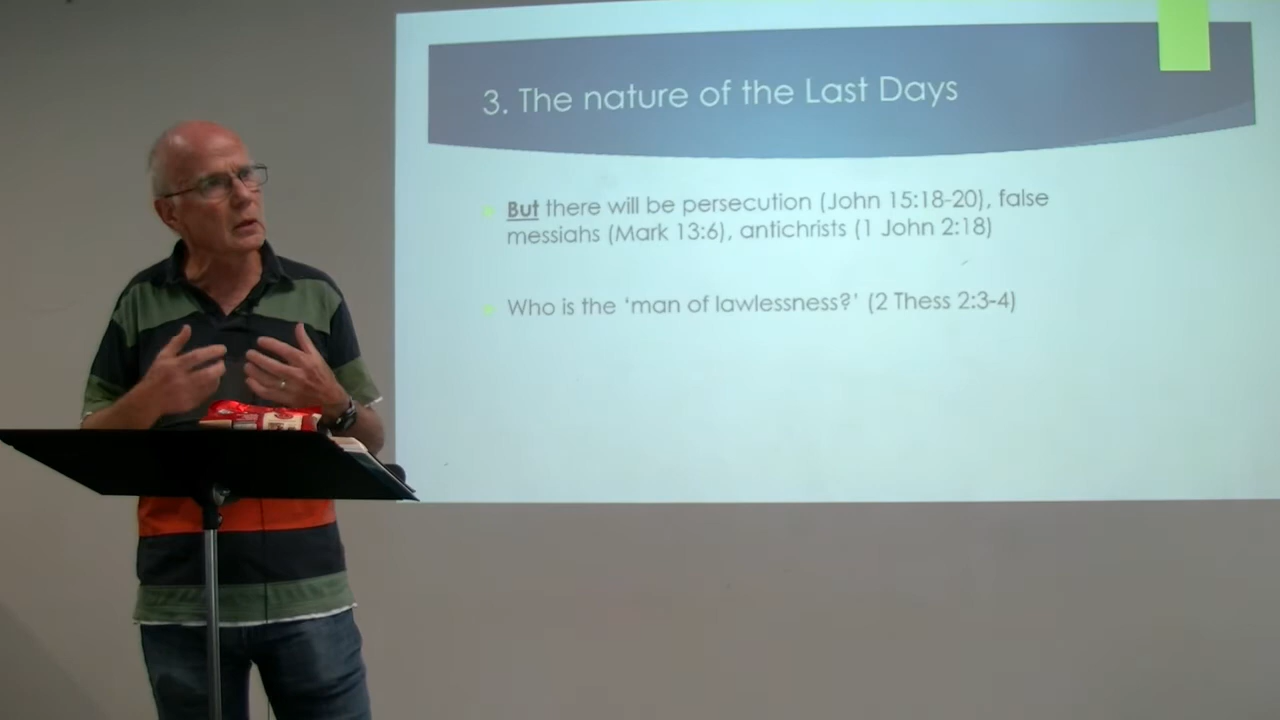 3. The nature of the Last Days
But there will be persecution (John 15:18-20), false
messiahs (Mark 13:6), antichrists (1 John 2:18)
Who is the ‘man of lawlessness?’ (2 Thess 2:3-4)